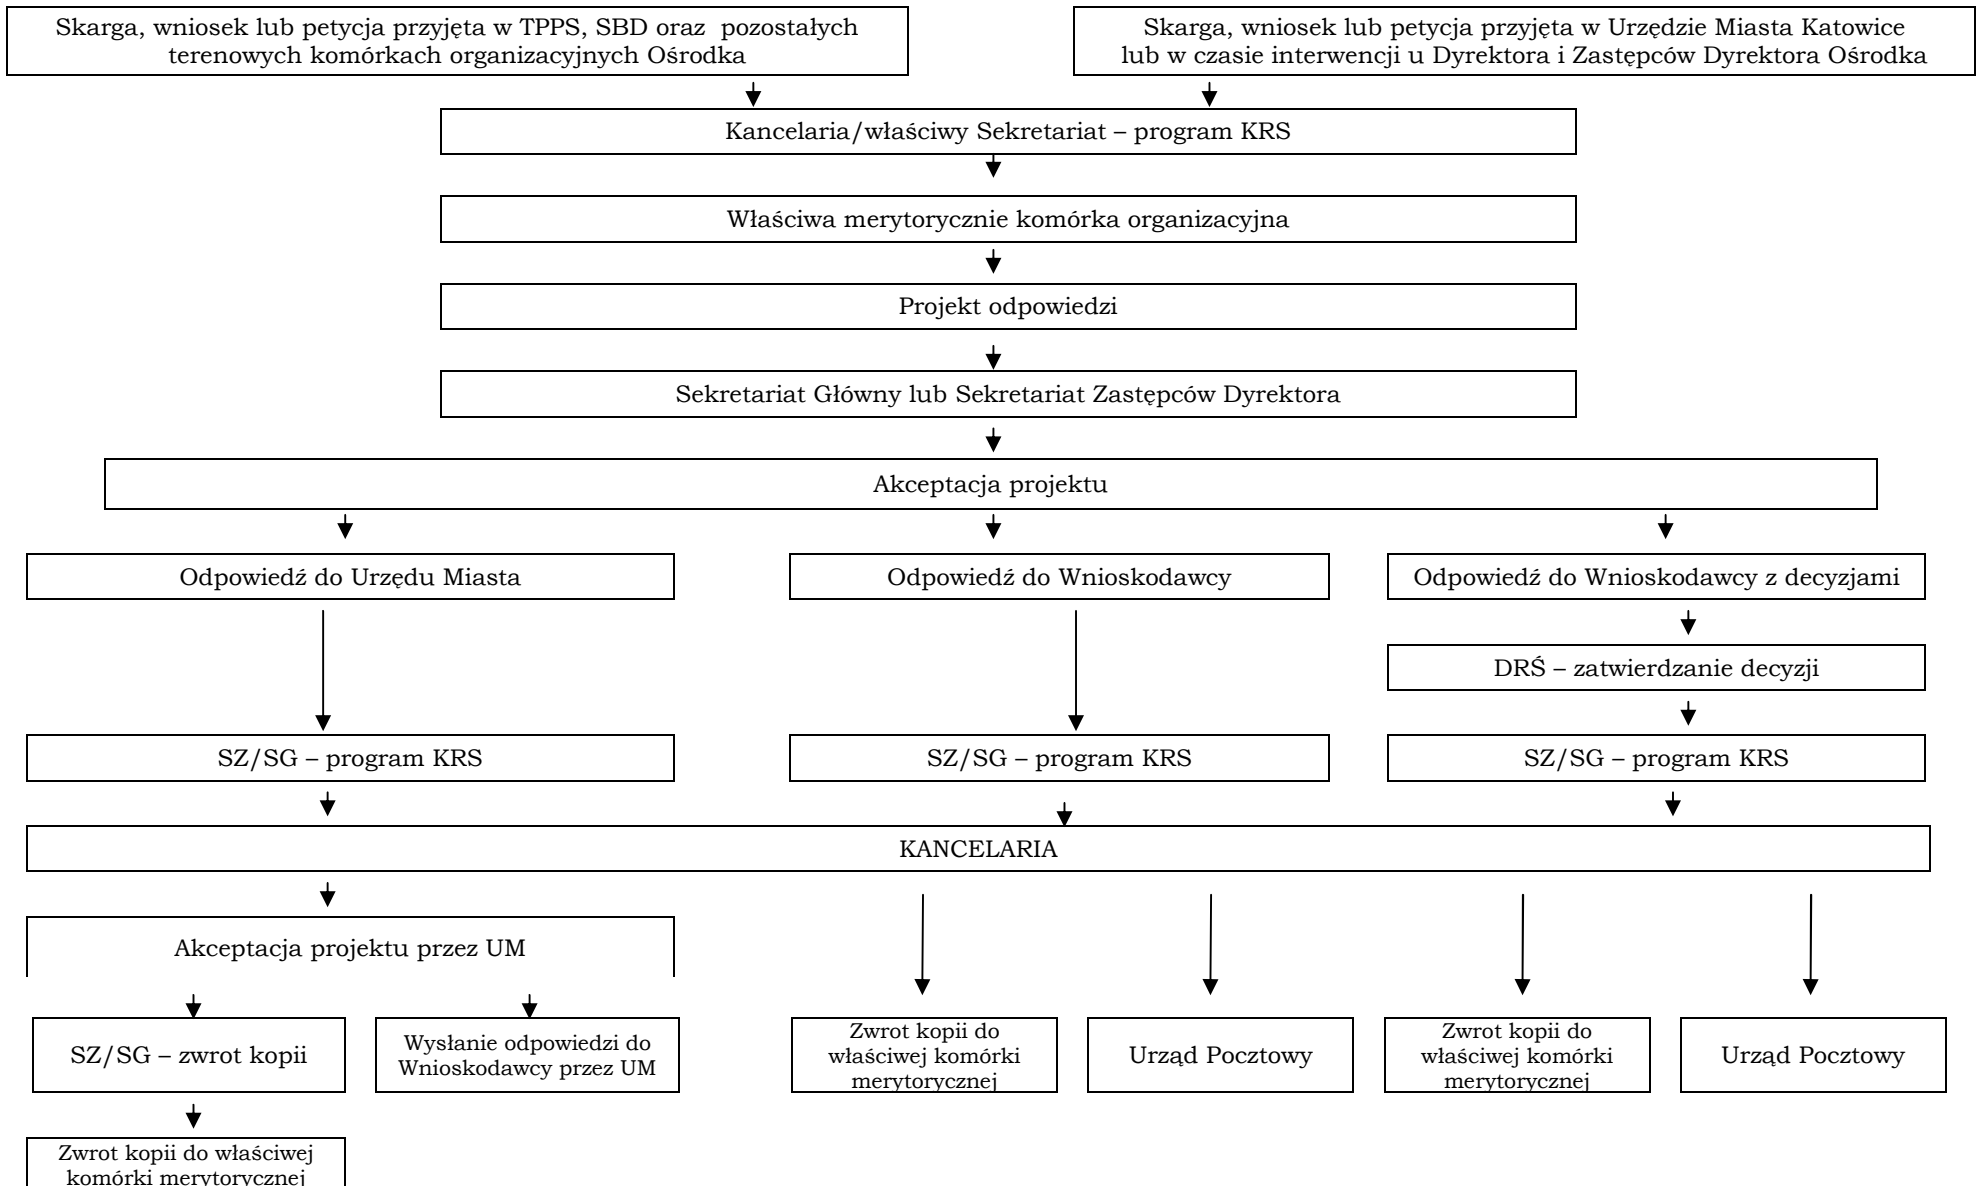 Skarga, wniosek lub petycja przyjęta w TPPS, SBD oraz  pozostałych
terenowych komórkach organizacyjnych Ośrodka
Skarga, wniosek lub petycja przyjęta w Urzędzie Miasta Katowice
lub w czasie interwencji u Dyrektora i Zastępców Dyrektora Ośrodka
Kancelaria/właściwy Sekretariat – program KRS
Właściwa merytorycznie komórka organizacyjna
Projekt odpowiedzi
Sekretariat Główny lub Sekretariat Zastępców Dyrektora
Akceptacja projektu
Odpowiedź do Urzędu Miasta
Odpowiedź do Wnioskodawcy
Odpowiedź do Wnioskodawcy z decyzjami
DRŚ – zatwierdzanie decyzji
SZ/SG – program KRS
SZ/SG – program KRS
SZ/SG – program KRS
KANCELARIA
Akceptacja projektu przez UM
SZ/SG – zwrot kopii
Wysłanie odpowiedzi do
Wnioskodawcy przez UM
Zwrot kopii do
właściwej komórki
merytorycznej
Urząd Pocztowy
Zwrot kopii do
właściwej komórki
merytorycznej
Urząd Pocztowy
Zwrot kopii do właściwej
komórki merytorycznej